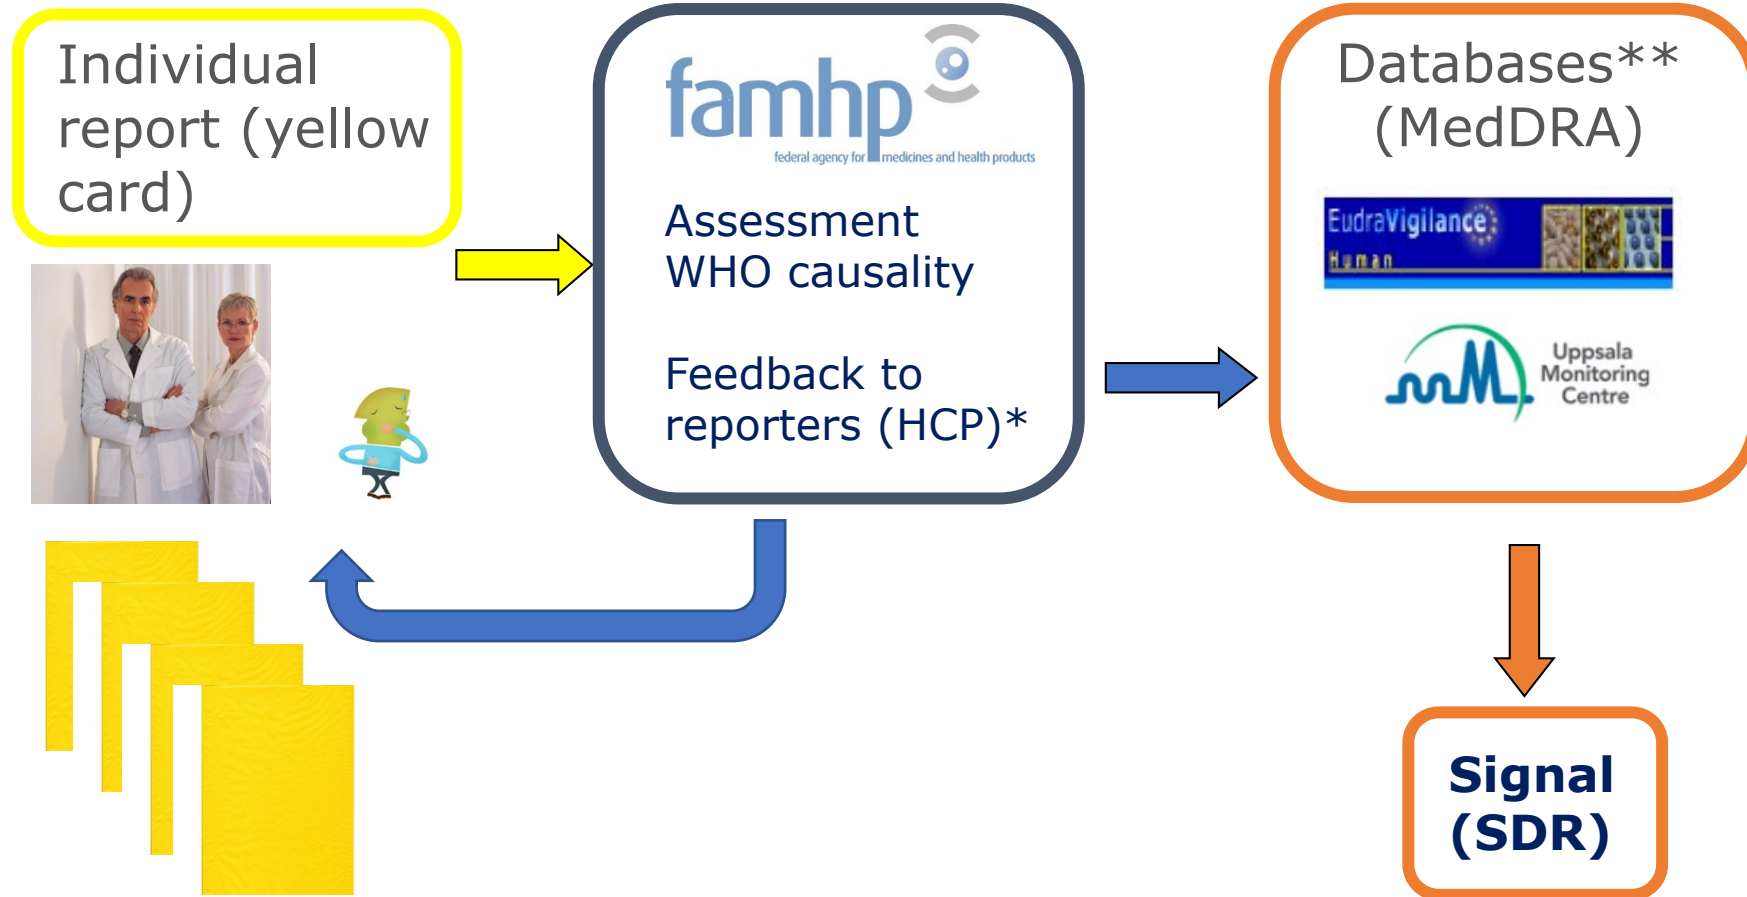 Individual
report (yellow
card)
famhp
federal agency for medicines and health products
Assessment
WHO causality
Feedback to
reporters (HCP)*
Databases**
(MedDRA)
EudraVigilance
Human
Uppsala
Monitoring
Centre
Signal
(SDR)